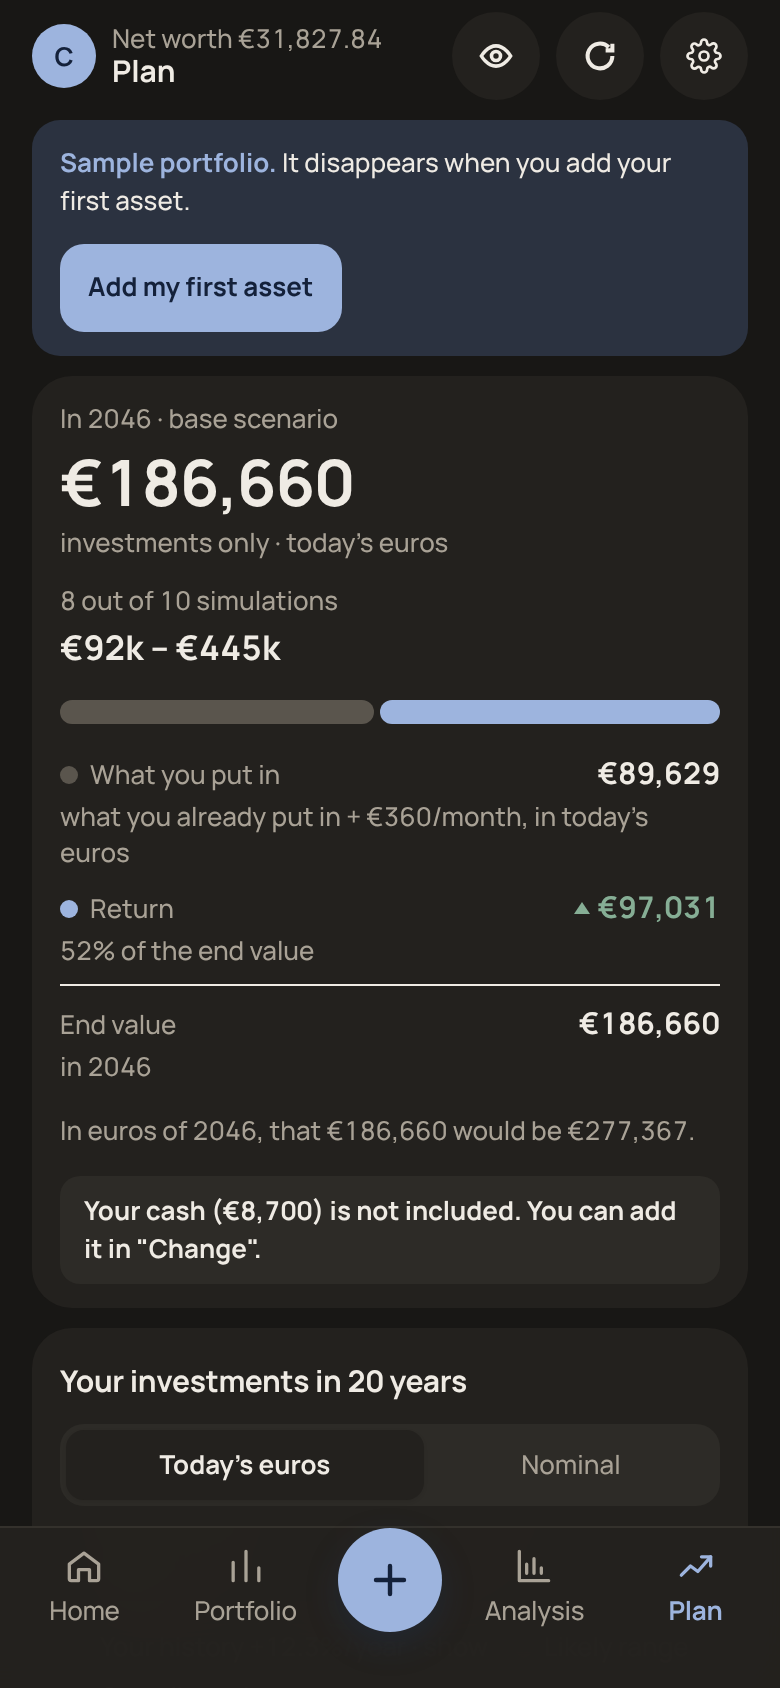 C
Net worth €31,827.84
Plan
Sample portfolio. It disappears when you add your
first asset.
Add my first asset
In 2046 · base scenario
€186,660
investments only · today's euros
8 out of 10 simulations
€92k – €445k
What you put in
€89,629
what you already put in + €360/month, in today's
euros
Return
€97,031
52% of the end value
End value
€186,660
in 2046
In euros of 2046, that €186,660 would be €277,367.
Your cash (€8,700) is not included. You can add
it in "Change".
Your investments in 20 years
Today's euros
Nominal
Home
Portfolio
Analysis
Plan